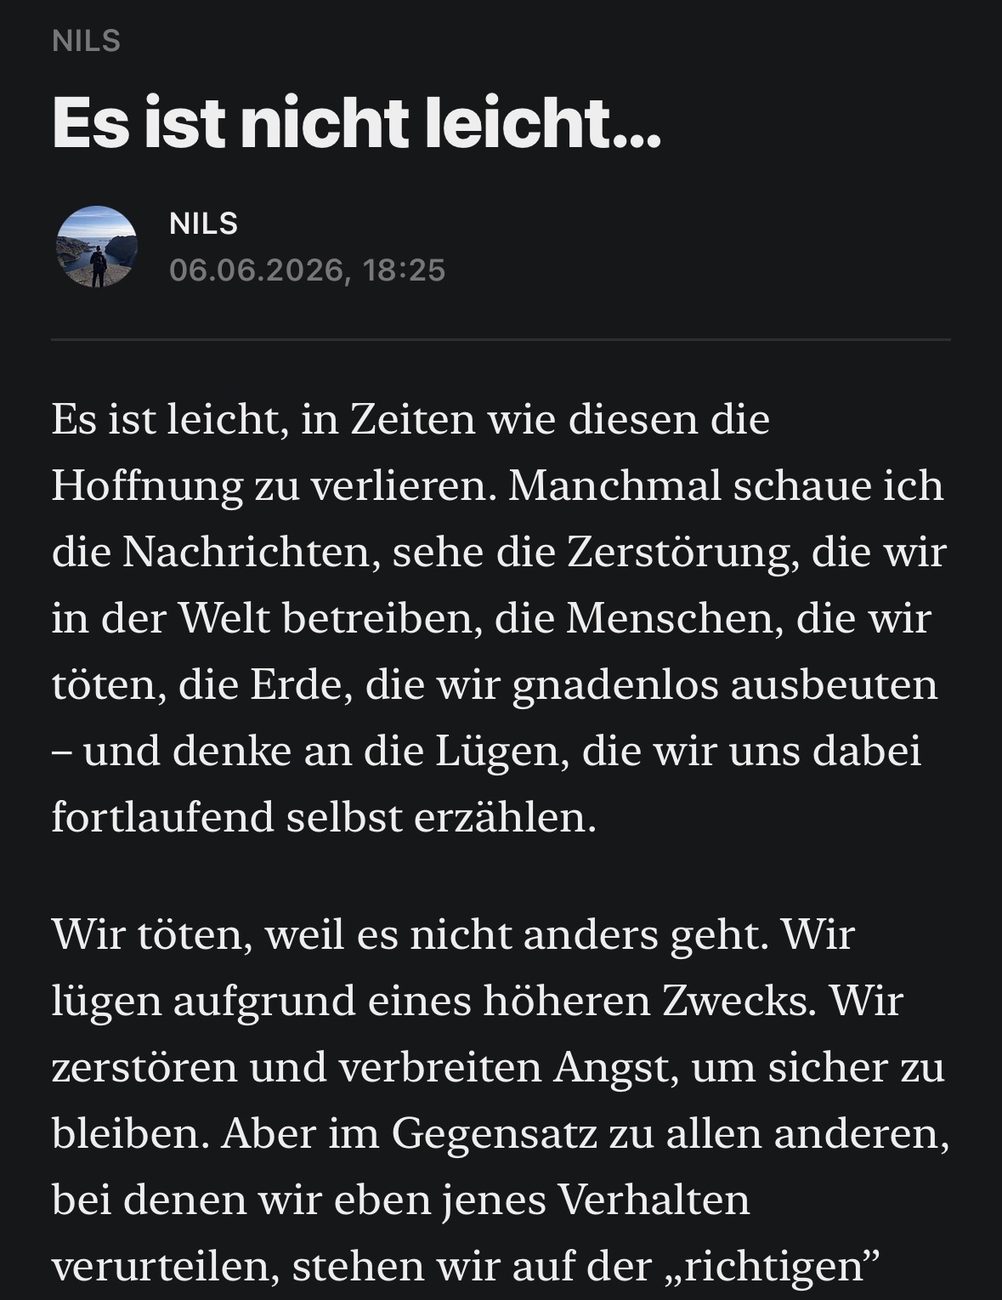 NILS
Es ist nicht leicht...
NILS
06.06.2026, 18:25
Es ist leicht, in Zeiten wie diesen die
Hoffnung zu verlieren. Manchmal schaue ich
die Nachrichten, sehe die Zerstörung, die wir
in der Welt betreiben, die Menschen, die wir
töten, die Erde, die wir gnadenlos ausbeuten
– und denke an die Lügen, die wir uns dabei
fortlaufend selbst erzählen.
Wir töten, weil es nicht anders geht. Wir
lügen aufgrund eines höheren Zwecks. Wir
zerstören und verbreiten Angst, um sicher zu
bleiben. Aber im Gegensatz zu allen anderen,
bei denen wir eben jenes Verhalten
verurteilen, stehen wir auf der „richtigen”